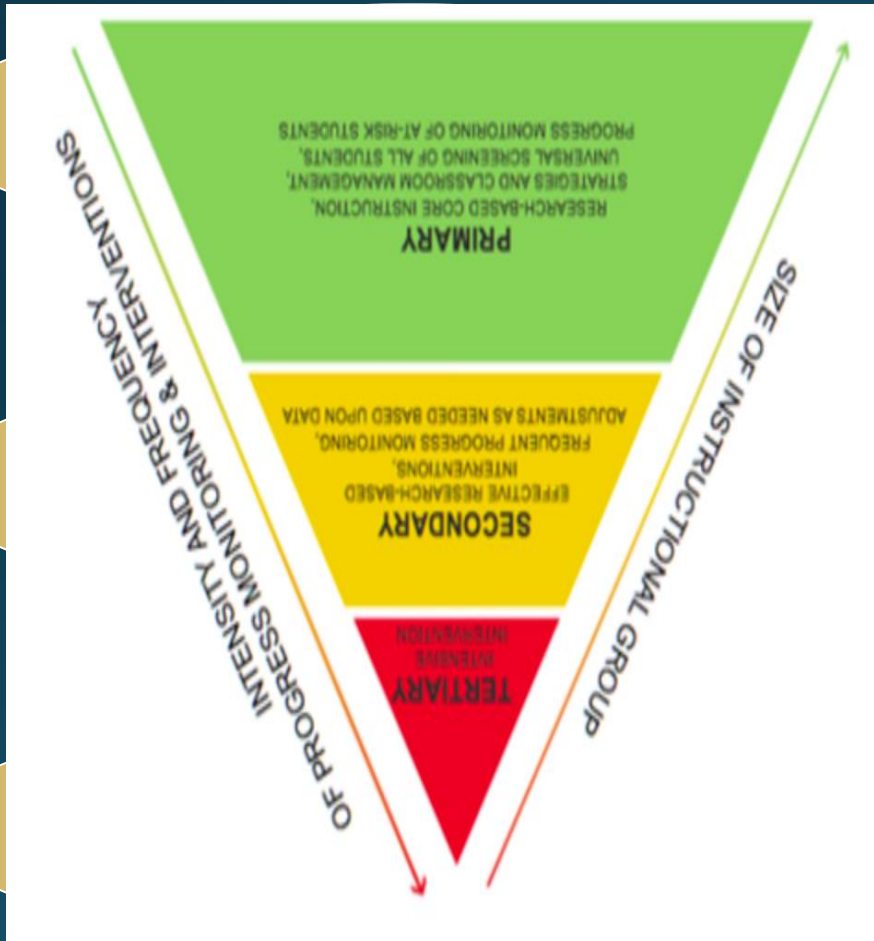 TERTIARY
INTENSIVE
INTERVENTION
SECONDARY
EFFECTIVE RESEARCH-BASED
INTERVENTIONS,
FREQUENT PROGRESS MONITORING,
ADJUSTMENTS AS NEEDED BASED UPON DATA
PRIMARY
RESEARCH-BASED CORE INSTRUCTION,
STRATEGIES AND CLASSROOM MANAGEMENT,
UNIVERSAL SCREENING OF ALL STUDENTS,
PROGRESS MONITORING OF AT-RISK STUDENTS
INTENSITY AND FREQUENCY
OF PROGRESS MONITORING & INTERVENTIONS
SIZE OF INSTRUCTIONAL GROUP